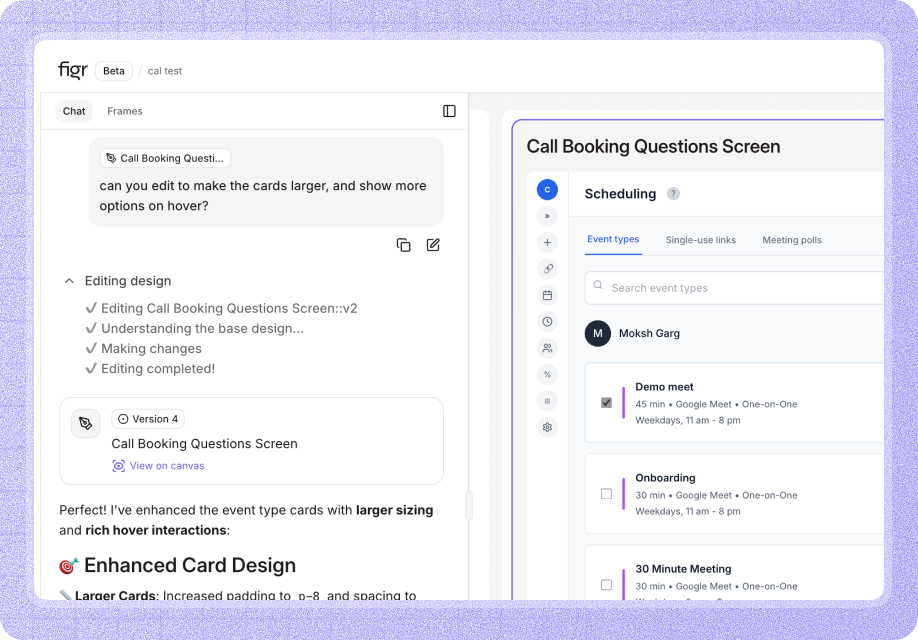 figr Beta / cal test
Chat Frames
Call Booking Questi...
can you edit to make the cards larger, and show more
options on hover?
Editing design
✓ Editing Call Booking Questions Screen::v2
✓ Understanding the base design...
✓ Making changes
✓ Editing completed!
Version 4
Call Booking Questions Screen
View on canvas
Perfect! I've enhanced the event type cards with larger sizing
and rich hover interactions:
🎯 Enhanced Card Design
📏 Larger Cards: Increased padding to p-8 and spacing to
Call Booking Questions Screen
C
»
+
%
Scheduling ?
Event types Single-use links Meeting polls
Search event types
M Moksh Garg
Demo meet
45 min • Google Meet • One-on-One
Weekdays, 11 am - 8 pm
Onboarding
30 min • Google Meet • One-on-One
Weekdays, 11 am - 8 pm
30 Minute Meeting
30 min • Google Meet • One-on-One